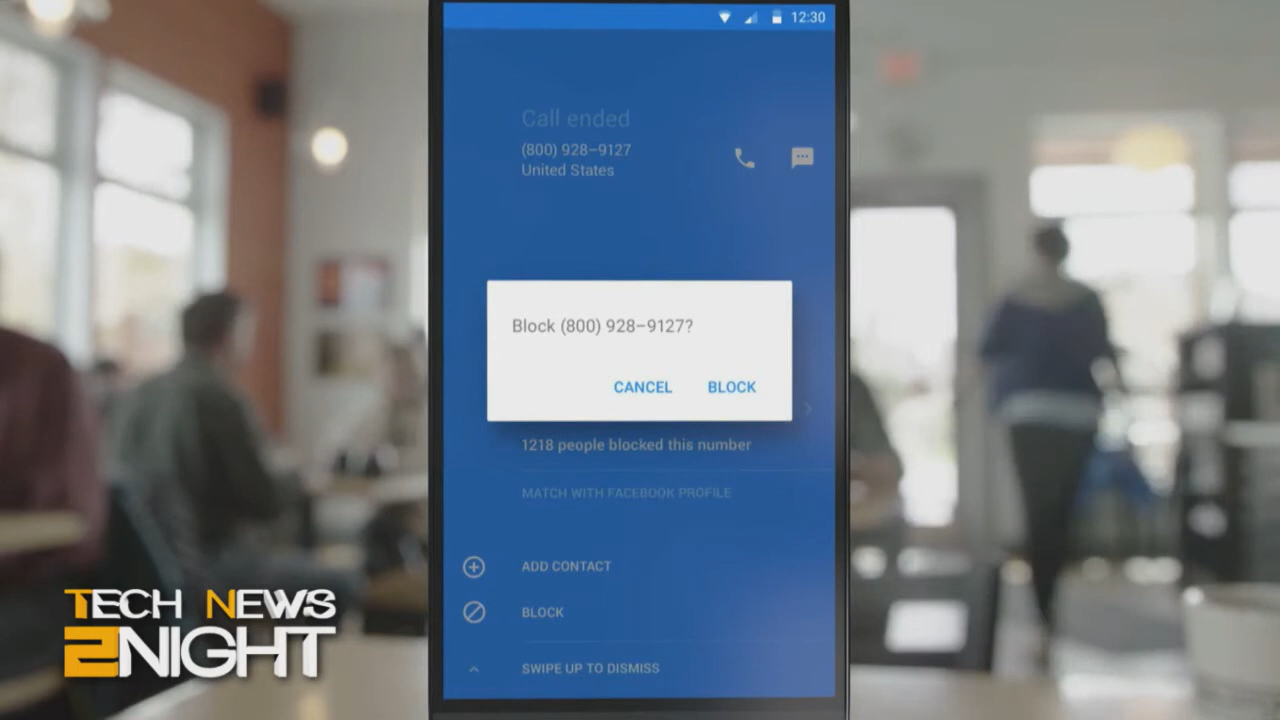 12:30
Call ended
(800) 928–9127
United States
Block (800) 928–9127?
CANCEL BLOCK
1218 people blocked this number
MATCH WITH FACEBOOK PROFILE
ADD CONTACT
BLOCK
SWIPE UP TO DISMISS
TECH NEWS
2NIGHT